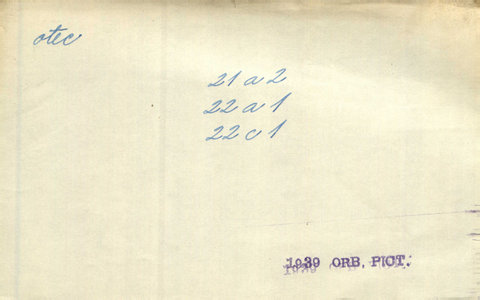 otec
21 a 2
22 a 1
22 c 1
1939 ORB. PICT.